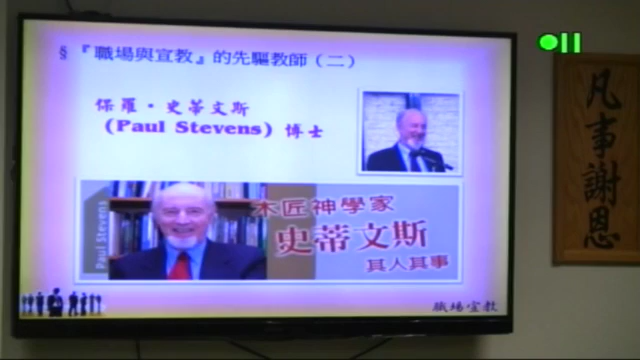 §『職場與宣教』的先驅教師（二）
保羅·史蒂文斯
(Paul Stevens) 博士
Paul Stevens
木匠神學家
史蒂文斯
其人其事
職場宣教
凡事謝恩